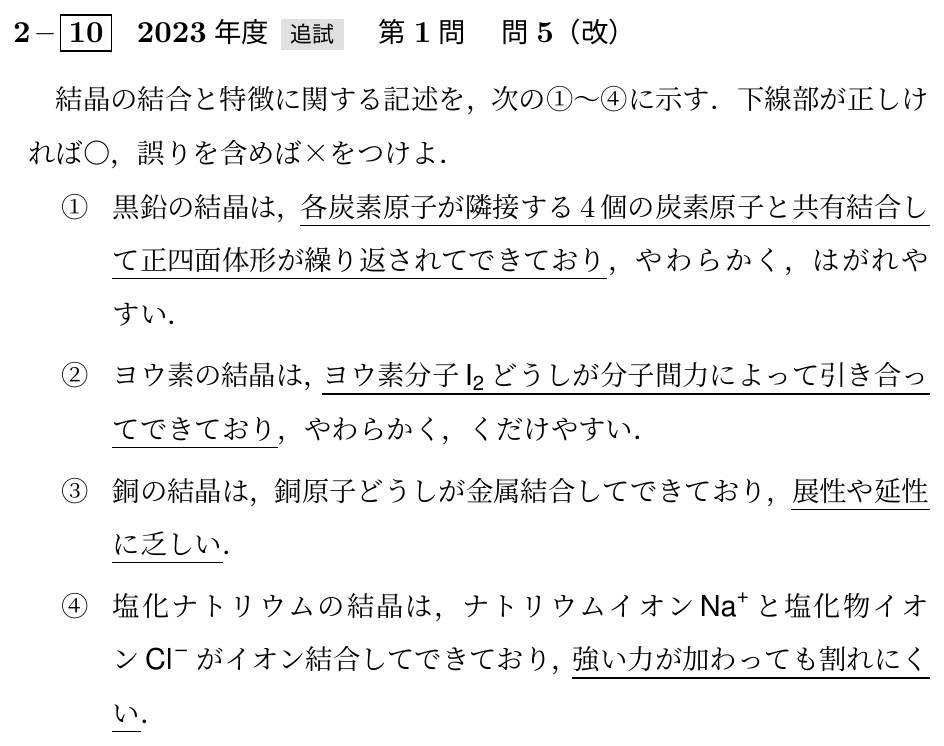 2－10 2023 年度 追試 第 1 問 問 5（改）
結晶の結合と特徴に関する記述を，次の①〜④に示す．下線部が正しけ
れば○，誤りを含めば×をつけよ．
① 黒鉛の結晶は，各炭素原子が隣接する４個の炭素原子と共有結合し
て正四面体形が繰り返されてできており，やわらかく，はがれや
すい．
② ヨウ素の結晶は，ヨウ素分子 I₂ どうしが分子間力によって引き合っ
てできており，やわらかく，くだけやすい．
③ 銅の結晶は，銅原子どうしが金属結合してできており，展性や延性
に乏しい．
④ 塩化ナトリウムの結晶は，ナトリウムイオン Na⁺ と塩化物イオ
ン Cl⁻ がイオン結合してできており，強い力が加わっても割れにく
い．